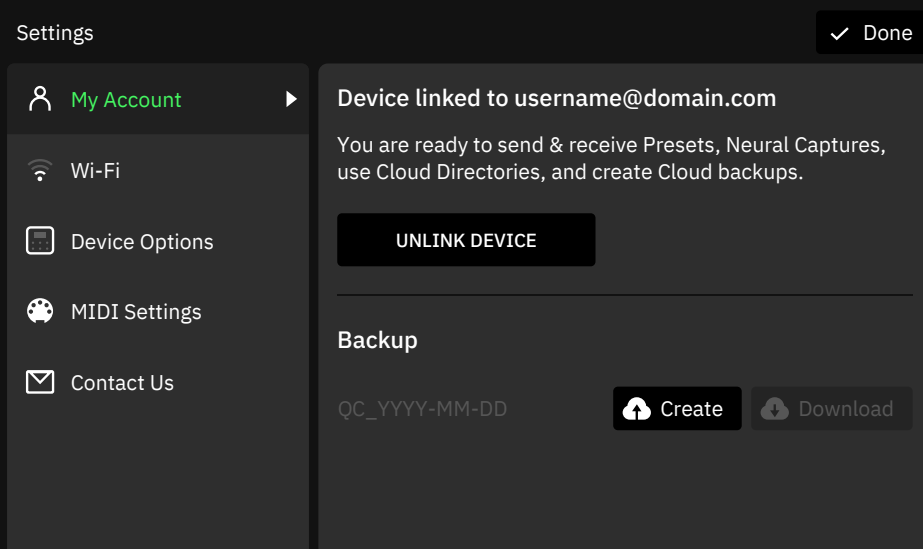 Settings
Done
My Account
Wi-Fi
Device Options
MIDI Settings
Contact Us
Device linked to username@domain.com
You are ready to send & receive Presets, Neural Captures,
use Cloud Directories, and create Cloud backups.
UNLINK DEVICE
Backup
QC_YYYY-MM-DD
Create
Download